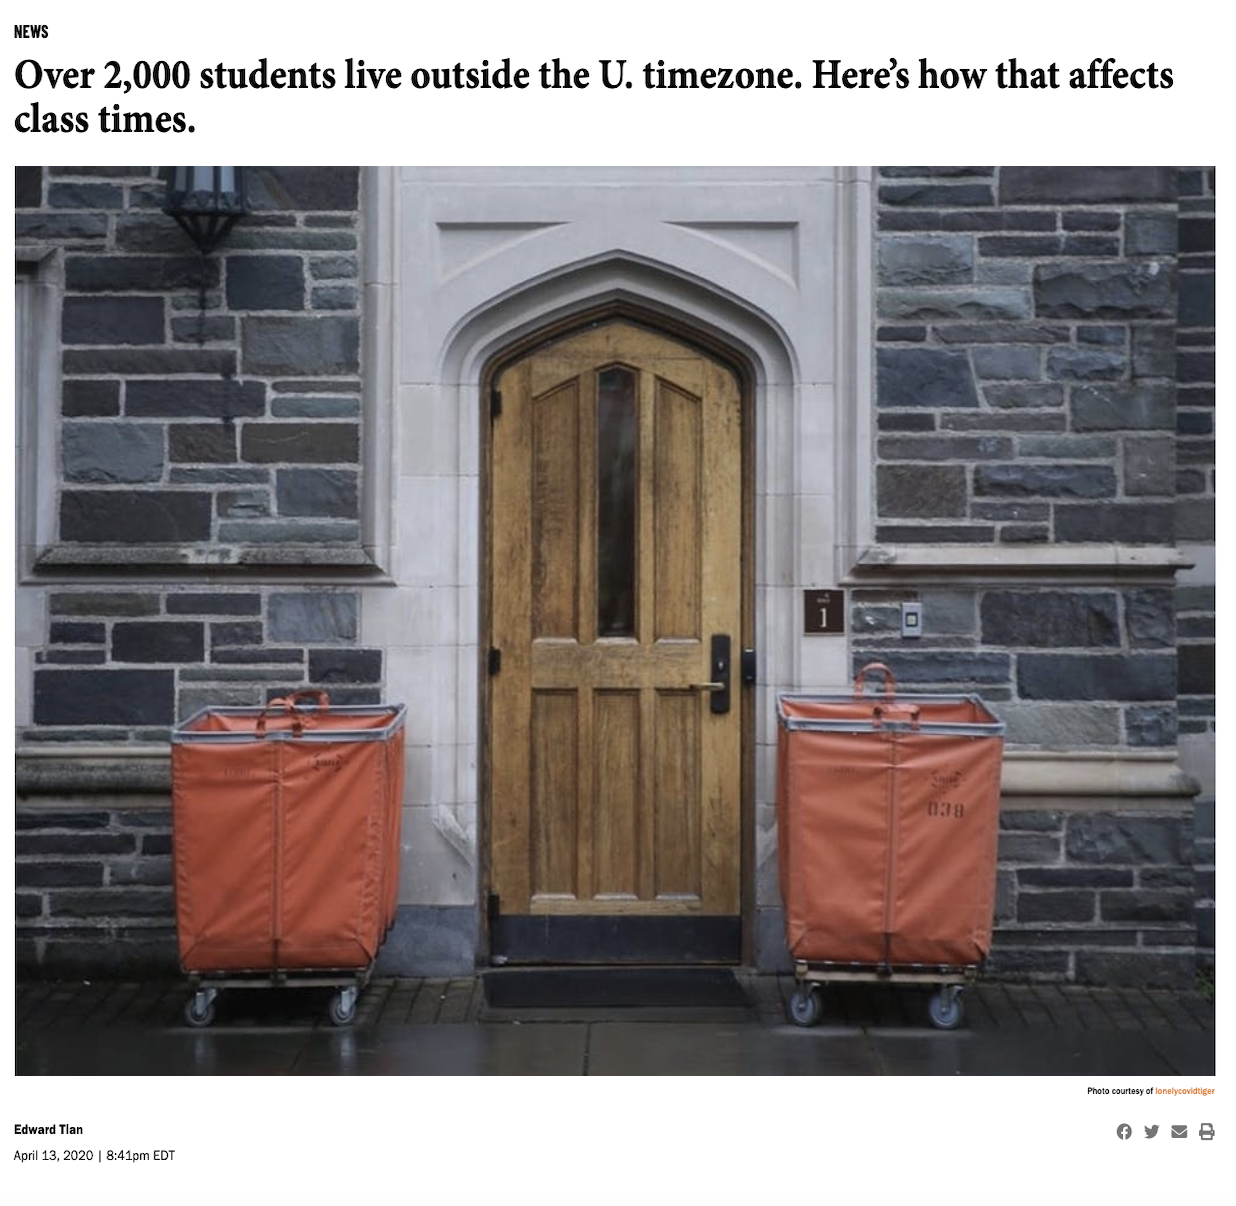 NEWS
Over 2,000 students live outside the U. timezone. Here’s how that affects
class times.
1
038
Photo courtesy of lonelycovidtiger
Edward Tian
April 13, 2020 | 8:41pm EDT